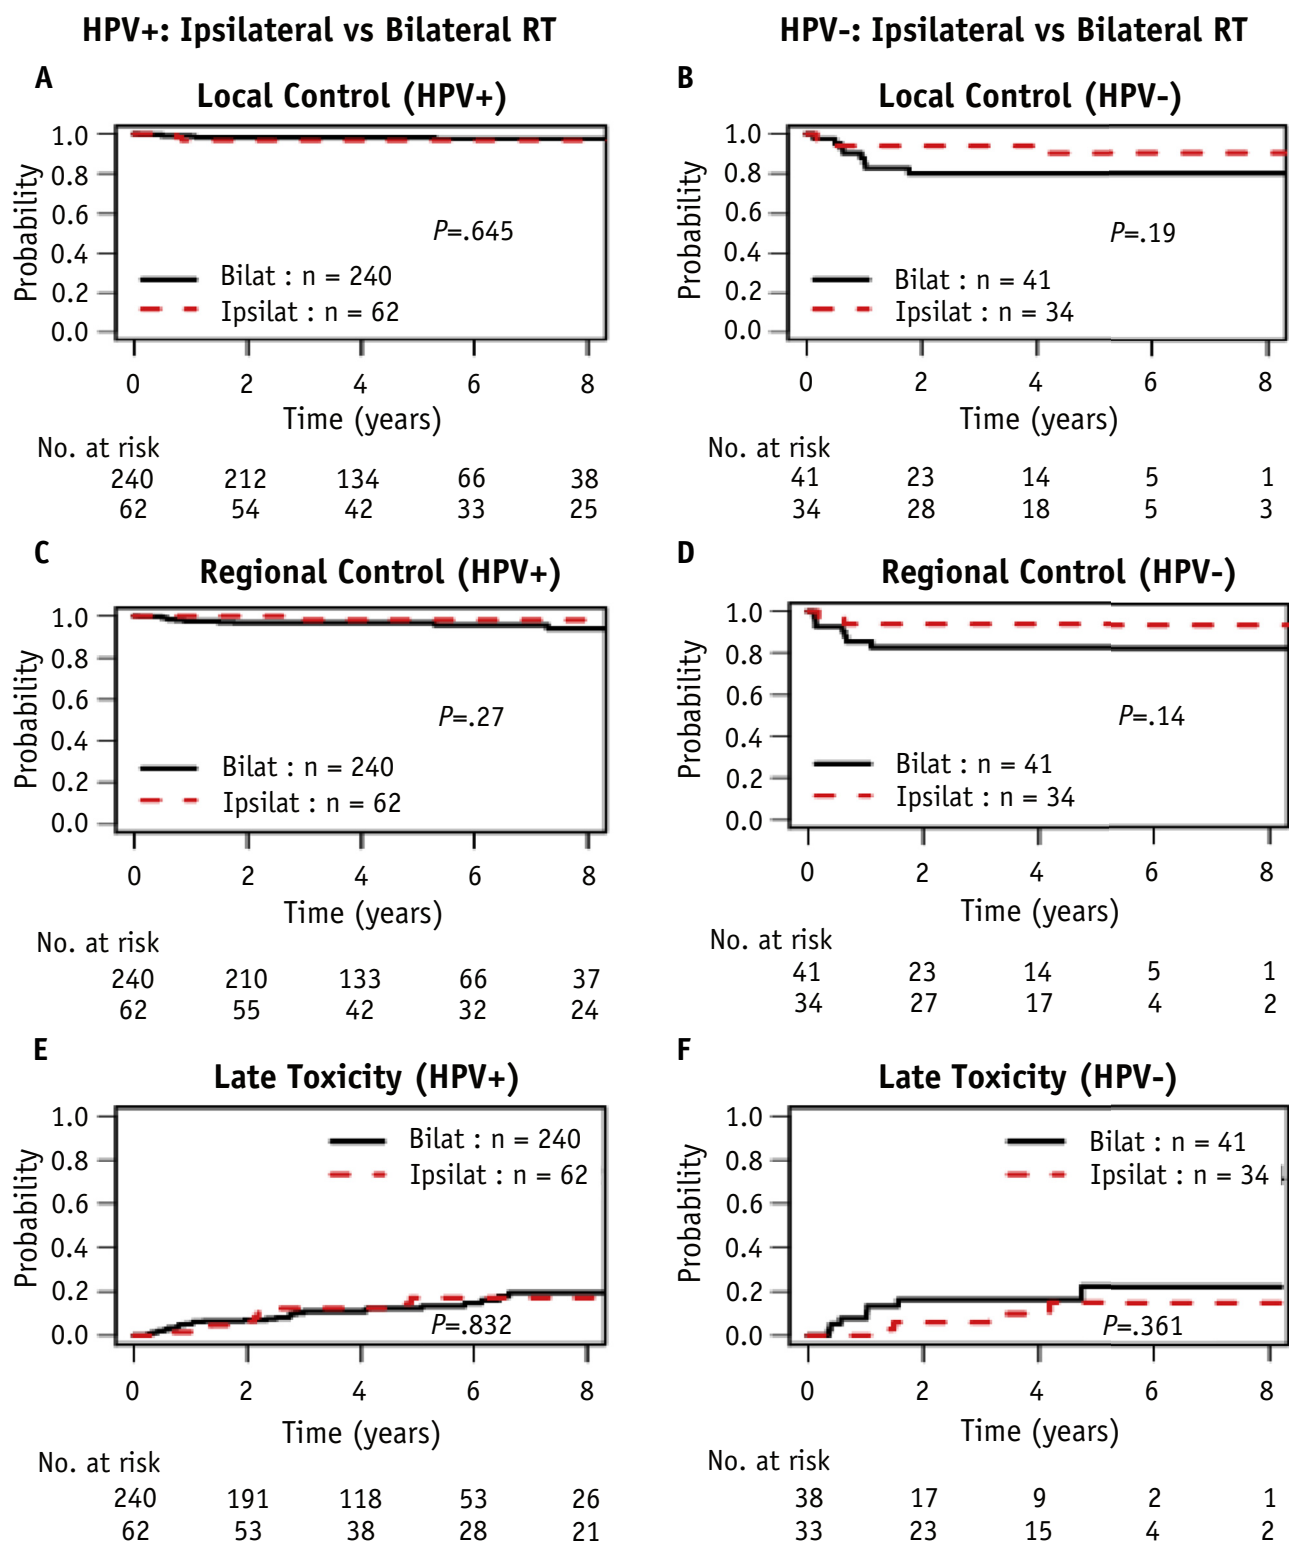 HPV+: Ipsilateral vs Bilateral RT
HPV-: Ipsilateral vs Bilateral RT
A
Local Control (HPV+)
Probability
1.0
0.8
0.6
0.4
0.2
0.0
P=.645
Bilat : n = 240
Ipsilat : n = 62
0 2 4 6 8
Time (years)
No. at risk
240 212 134 66 38
62 54 42 33 25
B
Local Control (HPV-)
Probability
1.0
0.8
0.6
0.4
0.2
0.0
P=.19
Bilat : n = 41
Ipsilat : n = 34
0 2 4 6 8
Time (years)
No. at risk
41 23 14 5 1
34 28 18 5 3
C
Regional Control (HPV+)
Probability
1.0
0.8
0.6
0.4
0.2
0.0
P=.27
Bilat : n = 240
Ipsilat : n = 62
0 2 4 6 8
Time (years)
No. at risk
240 210 133 66 37
62 55 42 32 24
D
Regional Control (HPV-)
Probability
1.0
0.8
0.6
0.4
0.2
0.0
P=.14
Bilat : n = 41
Ipsilat : n = 34
0 2 4 6 8
Time (years)
No. at risk
41 23 14 5 1
34 27 17 4 2
E
Late Toxicity (HPV+)
Probability
1.0
0.8
0.6
0.4
0.2
0.0
Bilat : n = 240
Ipsilat : n = 62
P=.832
0 2 4 6 8
Time (years)
No. at risk
240 191 118 53 26
62 53 38 28 21
F
Late Toxicity (HPV-)
Probability
1.0
0.8
0.6
0.4
0.2
0.0
Bilat : n = 41
Ipsilat : n = 34
P=.361
0 2 4 6 8
Time (years)
No. at risk
38 17 9 2 1
33 23 15 4 2